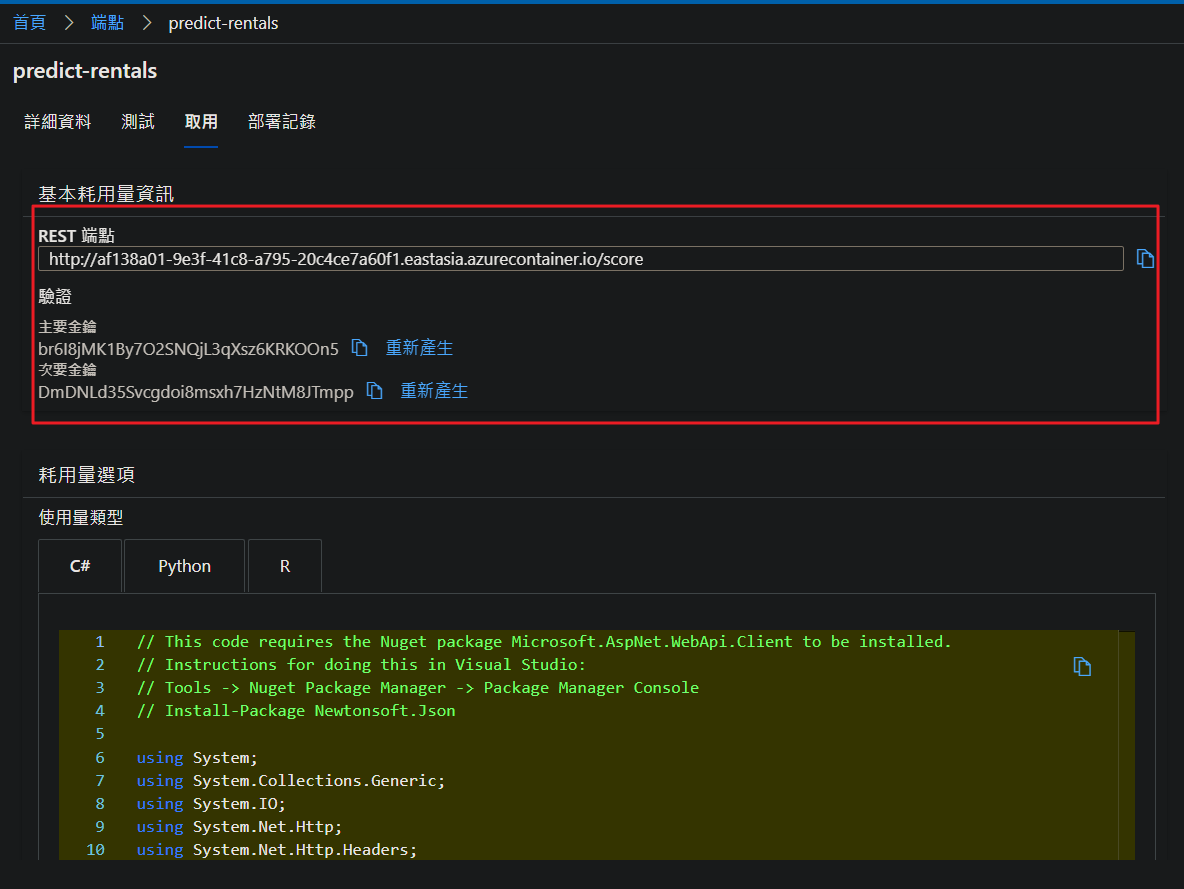 首頁 > 端點 > predict-rentals
predict-rentals
詳細資料 測試 取用 部署記錄
基本耗用量資訊
REST 端點
http://af138a01-9e3f-41c8-a795-20c4ce7a60f1.eastasia.azurecontainer.io/score
驗證
主要金鑰
br6I8jMK1By7O2SNQjL3qXsz6KRKOOn5 重新產生
次要金鑰
DmDNLd35Svcgdoi8msxh7HzNtM8JTmpp 重新產生
耗用量選項
使用量類型
C# Python R
1 // This code requires the Nuget package Microsoft.AspNet.WebApi.Client to be installed.
2 // Instructions for doing this in Visual Studio:
3 // Tools -> Nuget Package Manager -> Package Manager Console
4 // Install-Package Newtonsoft.Json
5
6 using System;
7 using System.Collections.Generic;
8 using System.IO;
9 using System.Net.Http;
10 using System.Net.Http.Headers;